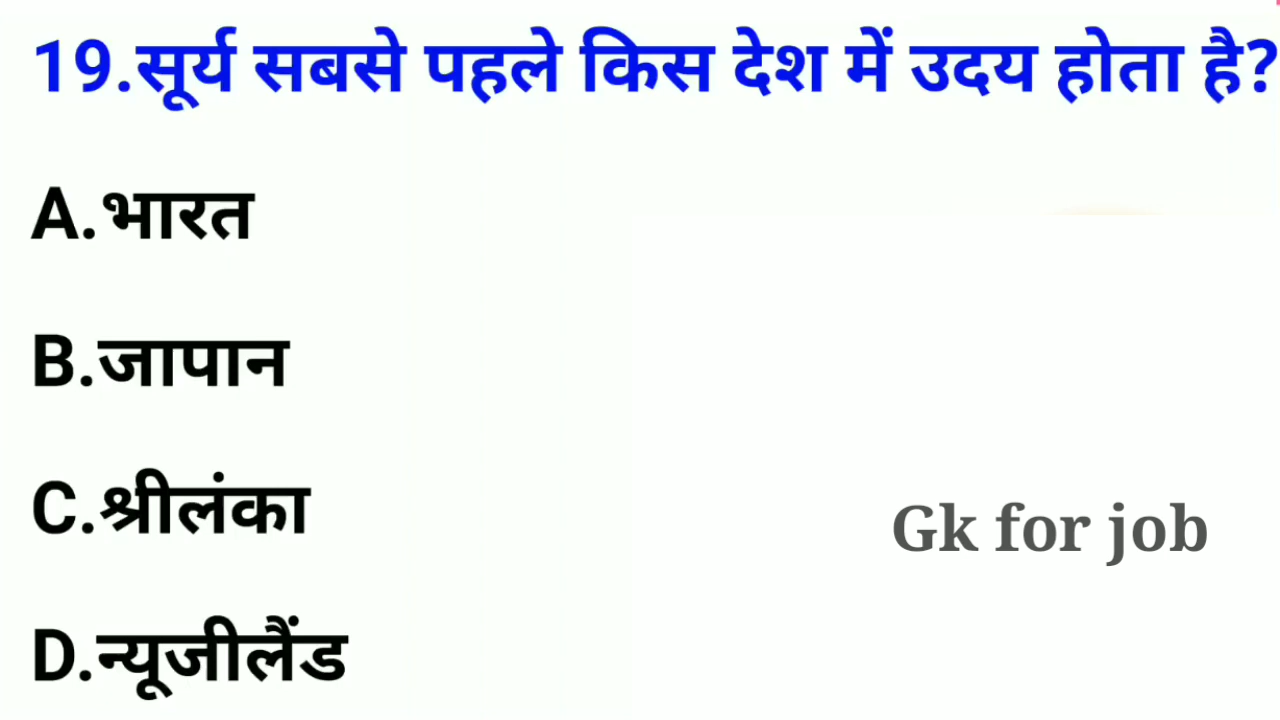 19.सूर्य सबसे पहले किस देश में उदय होता है?
A.भारत
B.जापान
C.श्रीलंका
Gk for job
D.न्यूजीलैंड